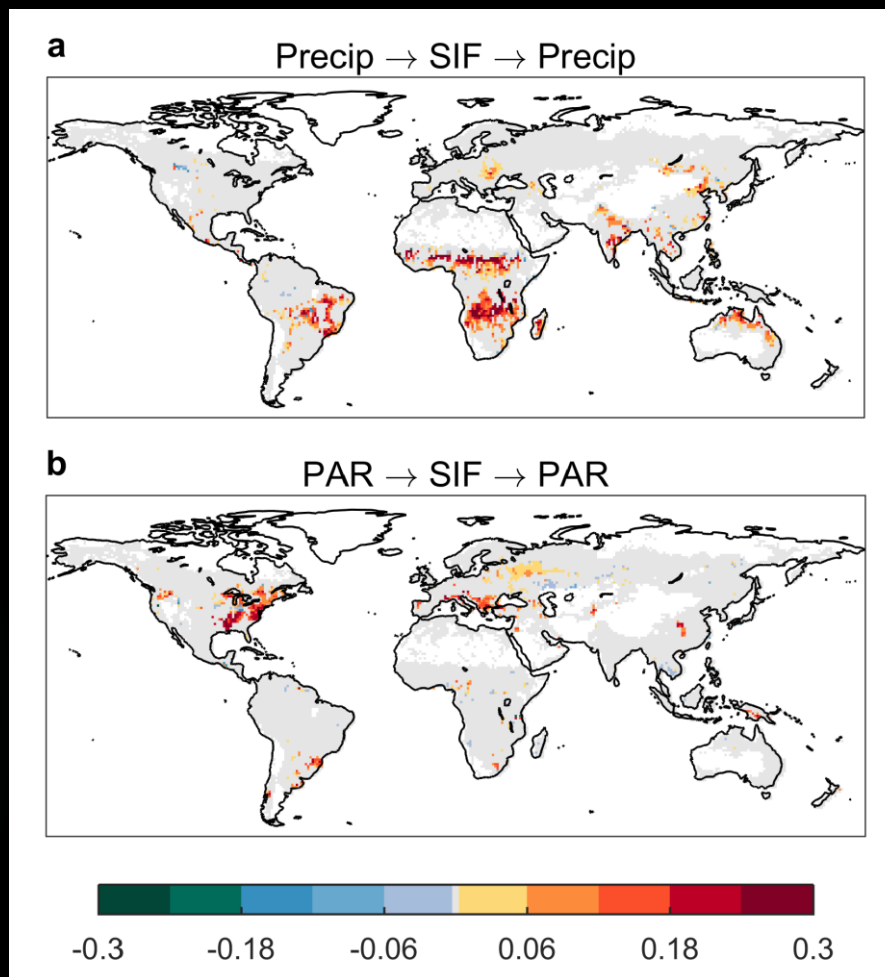 a
Precip → SIF → Precip
b
PAR → SIF → PAR
-0.3 -0.18 -0.06 0.06 0.18 0.3